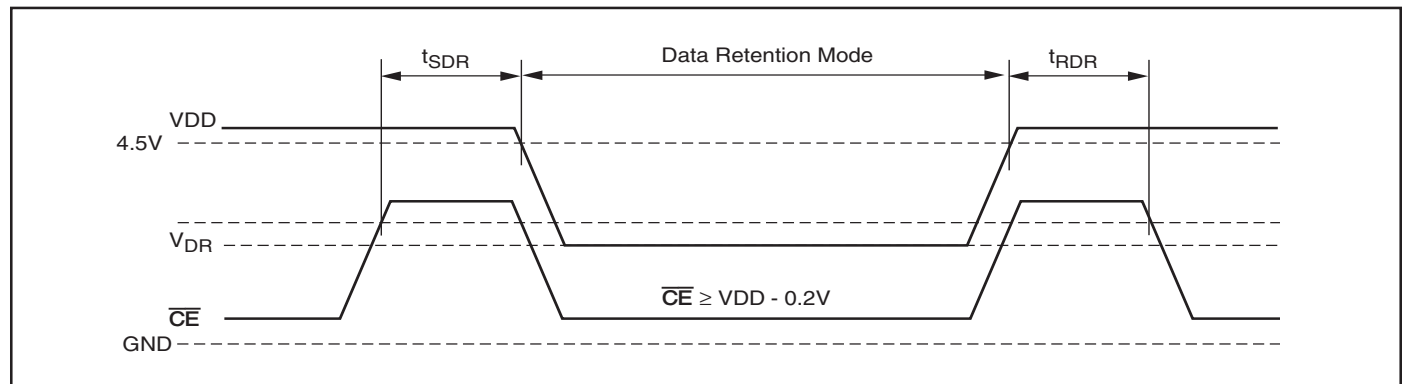 tSDR
Data Retention Mode
tRDR
VDD
4.5V
VDR
CE ≥ VDD - 0.2V
CE
GND